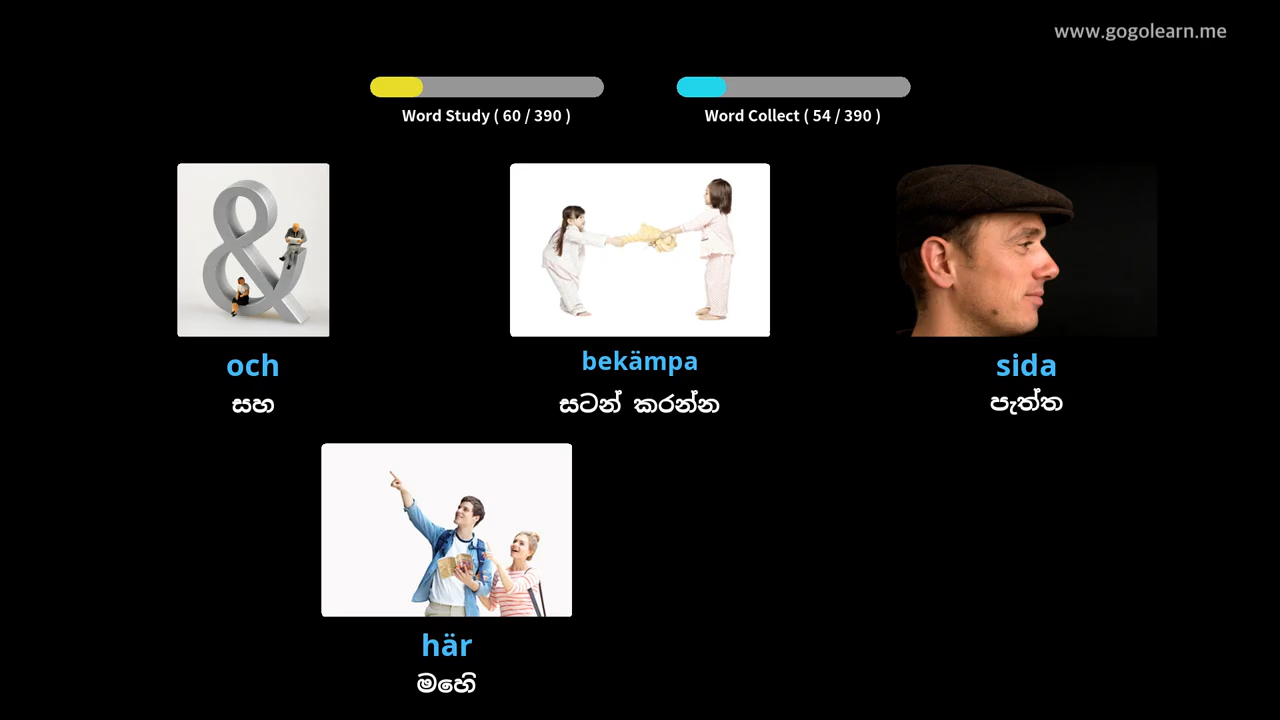 www.gogolearn.me
Word Study ( 60 / 390 )
Word Collect ( 54 / 390 )
&
och
bekämpa
sida
සහ
සටන් කරන්න
පැත්ත
här
මෙහි